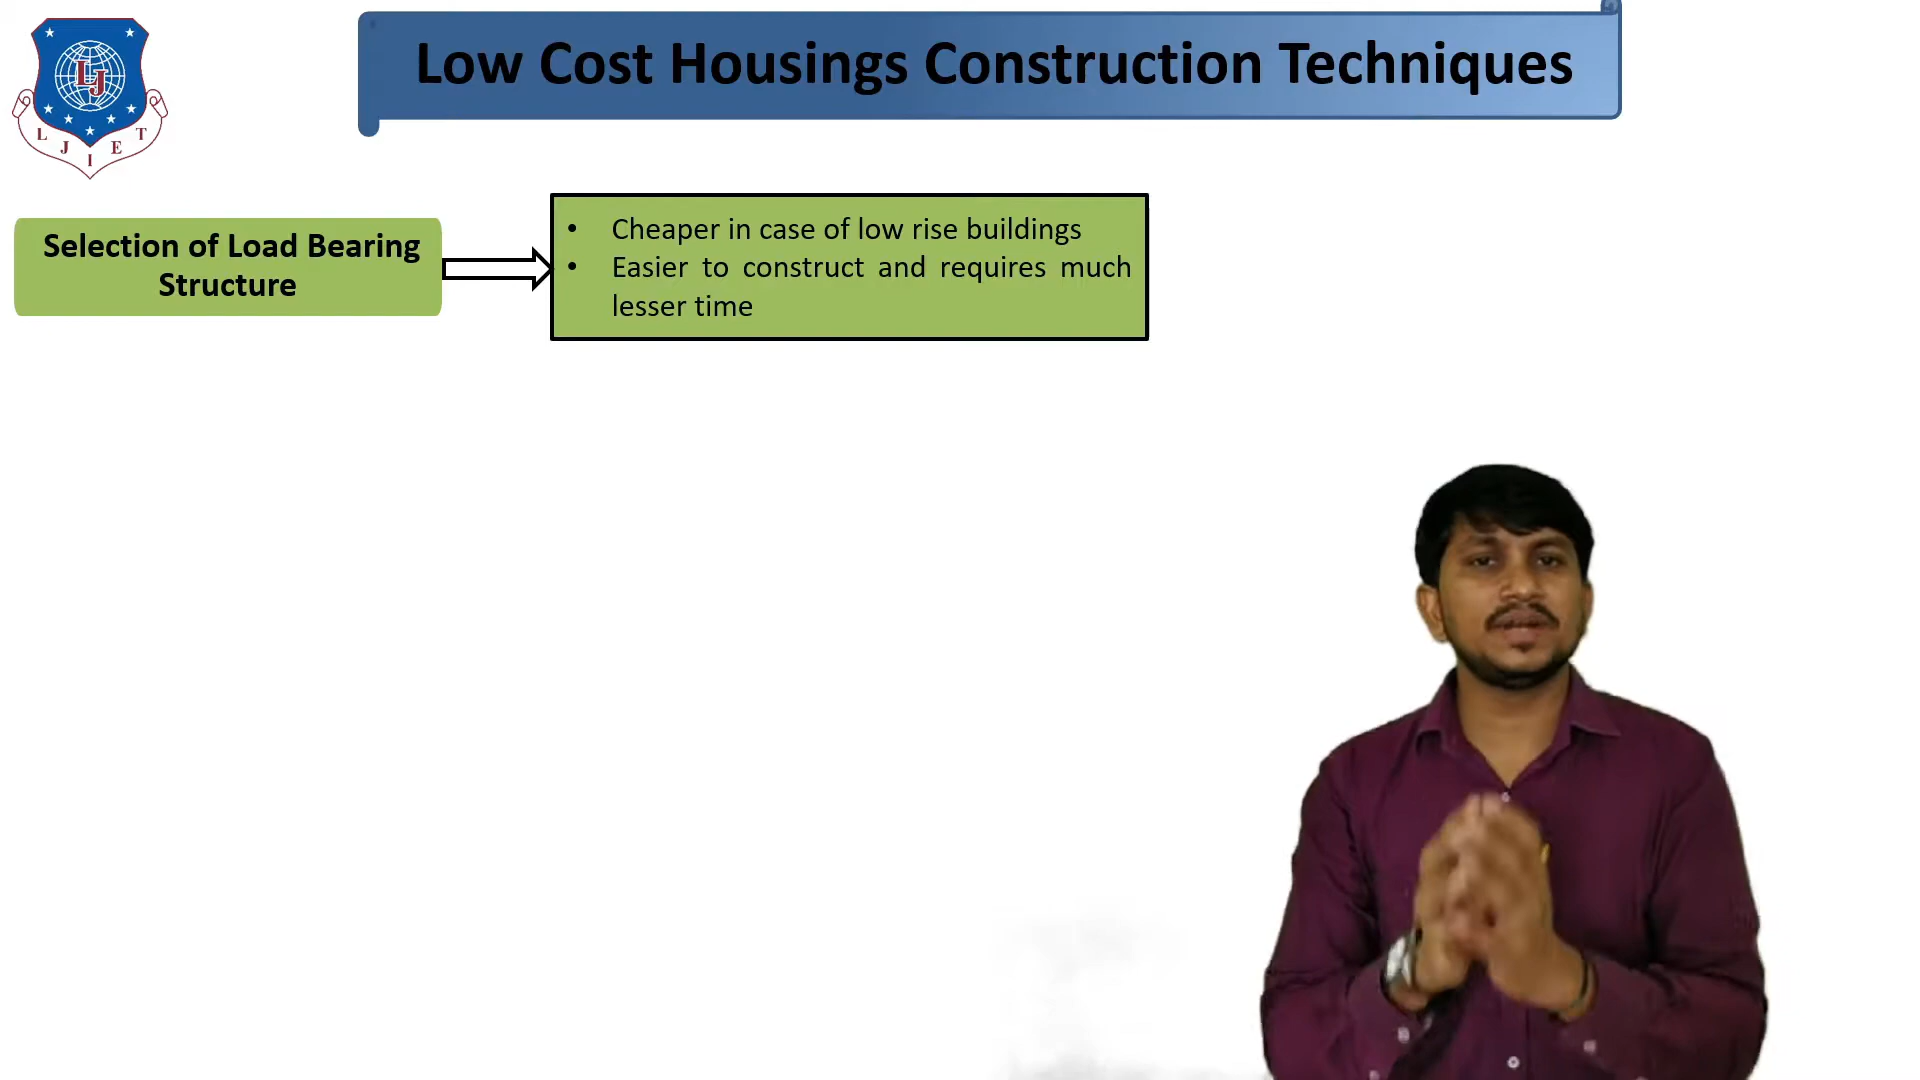 Low Cost Housings Construction Techniques
LJ
L J I E T
Selection of Load Bearing
Structure
• Cheaper in case of low rise buildings
• Easier to construct and requires much
lesser time